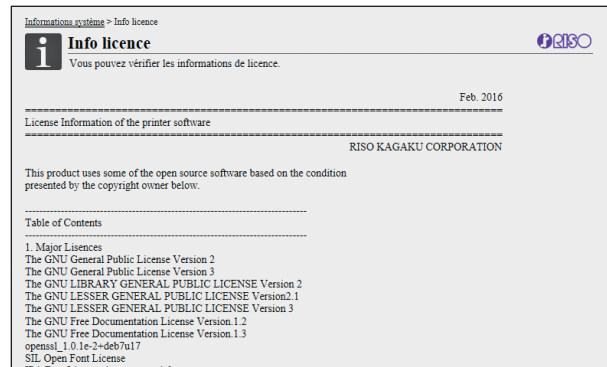 Informations système > Info licence
i Info licence
RISO
Vous pouvez vérifier les informations de licence.
Feb. 2016
================================================================================
License Information of the printer software
================================================================================
RISO KAGAKU CORPORATION
This product uses some of the open source software based on the condition
presented by the copyright owner below.
--------------------------------------------------------------------------------
Table of Contents
--------------------------------------------------------------------------------
1. Major Lisences
The GNU General Public License Version 2
The GNU General Public License Version 3
The GNU LIBRARY GENERAL PUBLIC LICENSE Version 2
The GNU LESSER GENERAL PUBLIC LICENSE Version2.1
The GNU LESSER GENERAL PUBLIC LICENSE Version 3
The GNU Free Documentation License Version.1.2
The GNU Free Documentation License Version.1.3
openssl_1.0.1e-2+deb7u17
SIL Open Font License